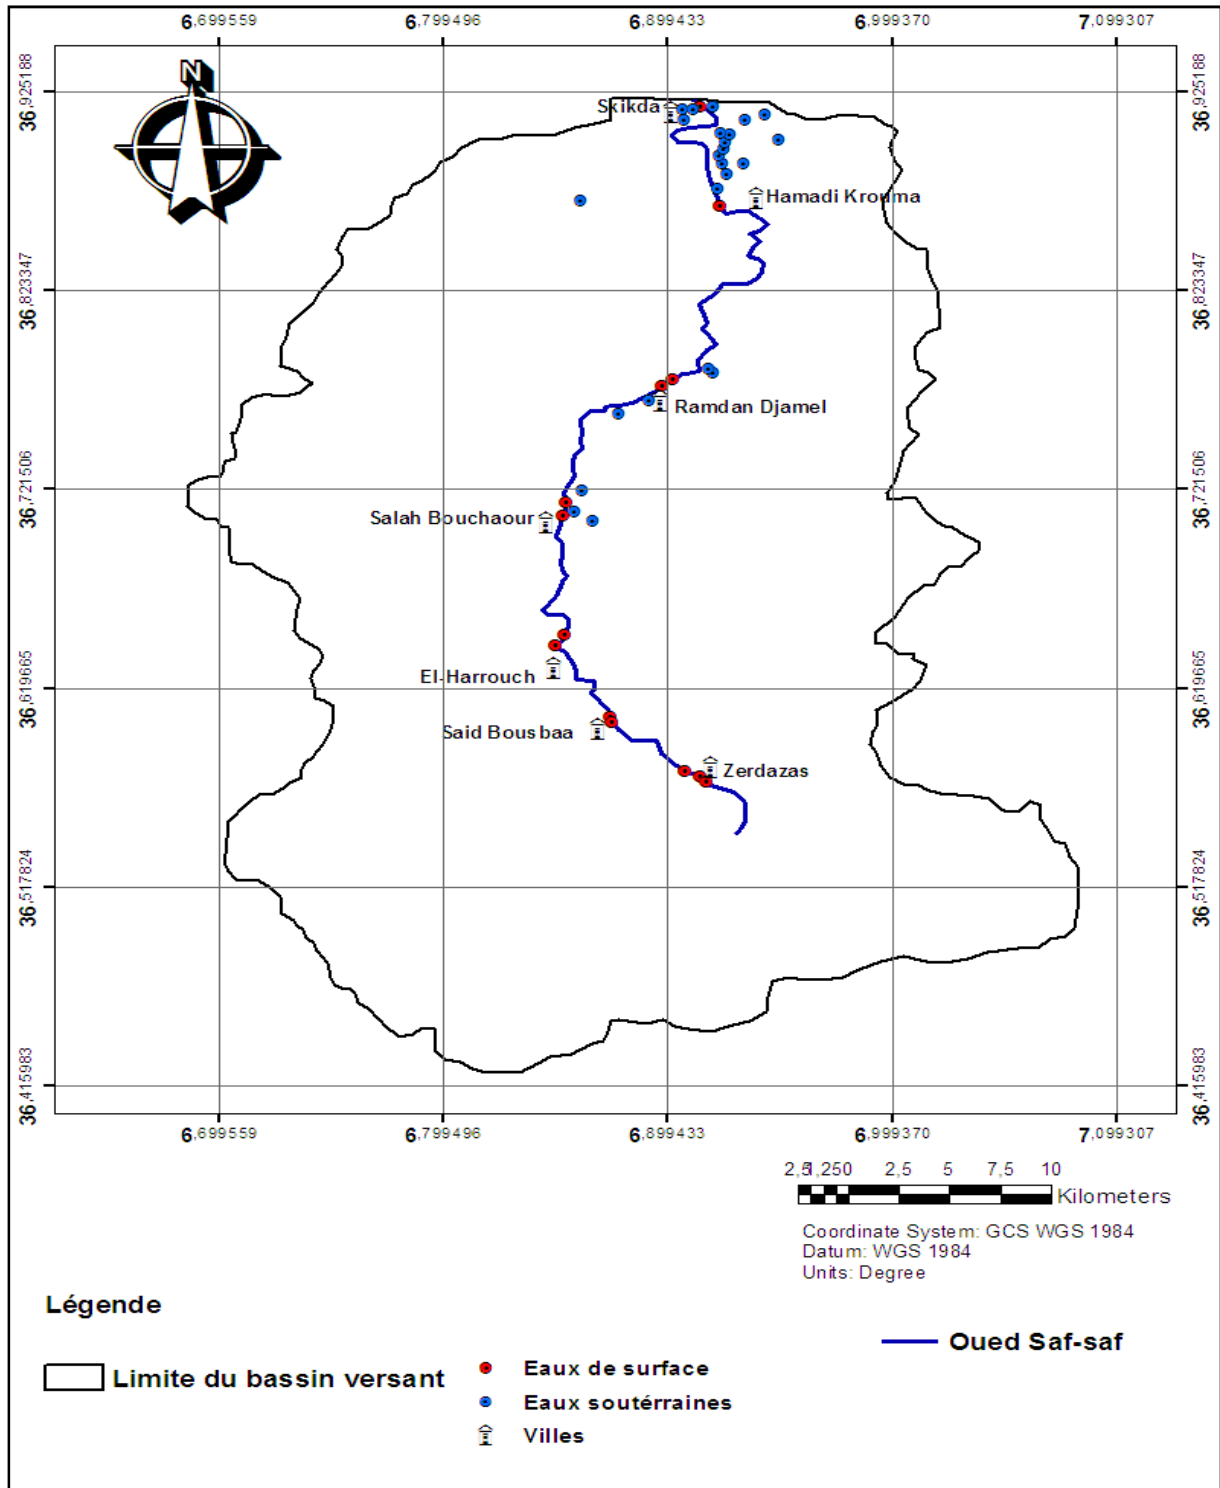 6,699559 6,799496 6,899433 6,999370 7,099307
N
36,925188 36,925188
Skikda
Hamadi Krouma
36,823347 36,823347
Ramdan Djamel
36,721506 36,721506
Salah Bouchaour
El-Harrouch
36,619665 36,619665
Said Bousbaa
Zerdazas
36,517824 36,517824
36,415983 36,415983
6,699559 6,799496 6,899433 6,999370 7,099307
2,51,250 2,5 5 7,5 10
Kilometers
Coordinate System: GCS WGS 1984
Datum: WGS 1984
Units: Degree
Légende
Oued Saf-saf
Limite du bassin versant
Eaux de surface
Eaux soutérraines
Villes